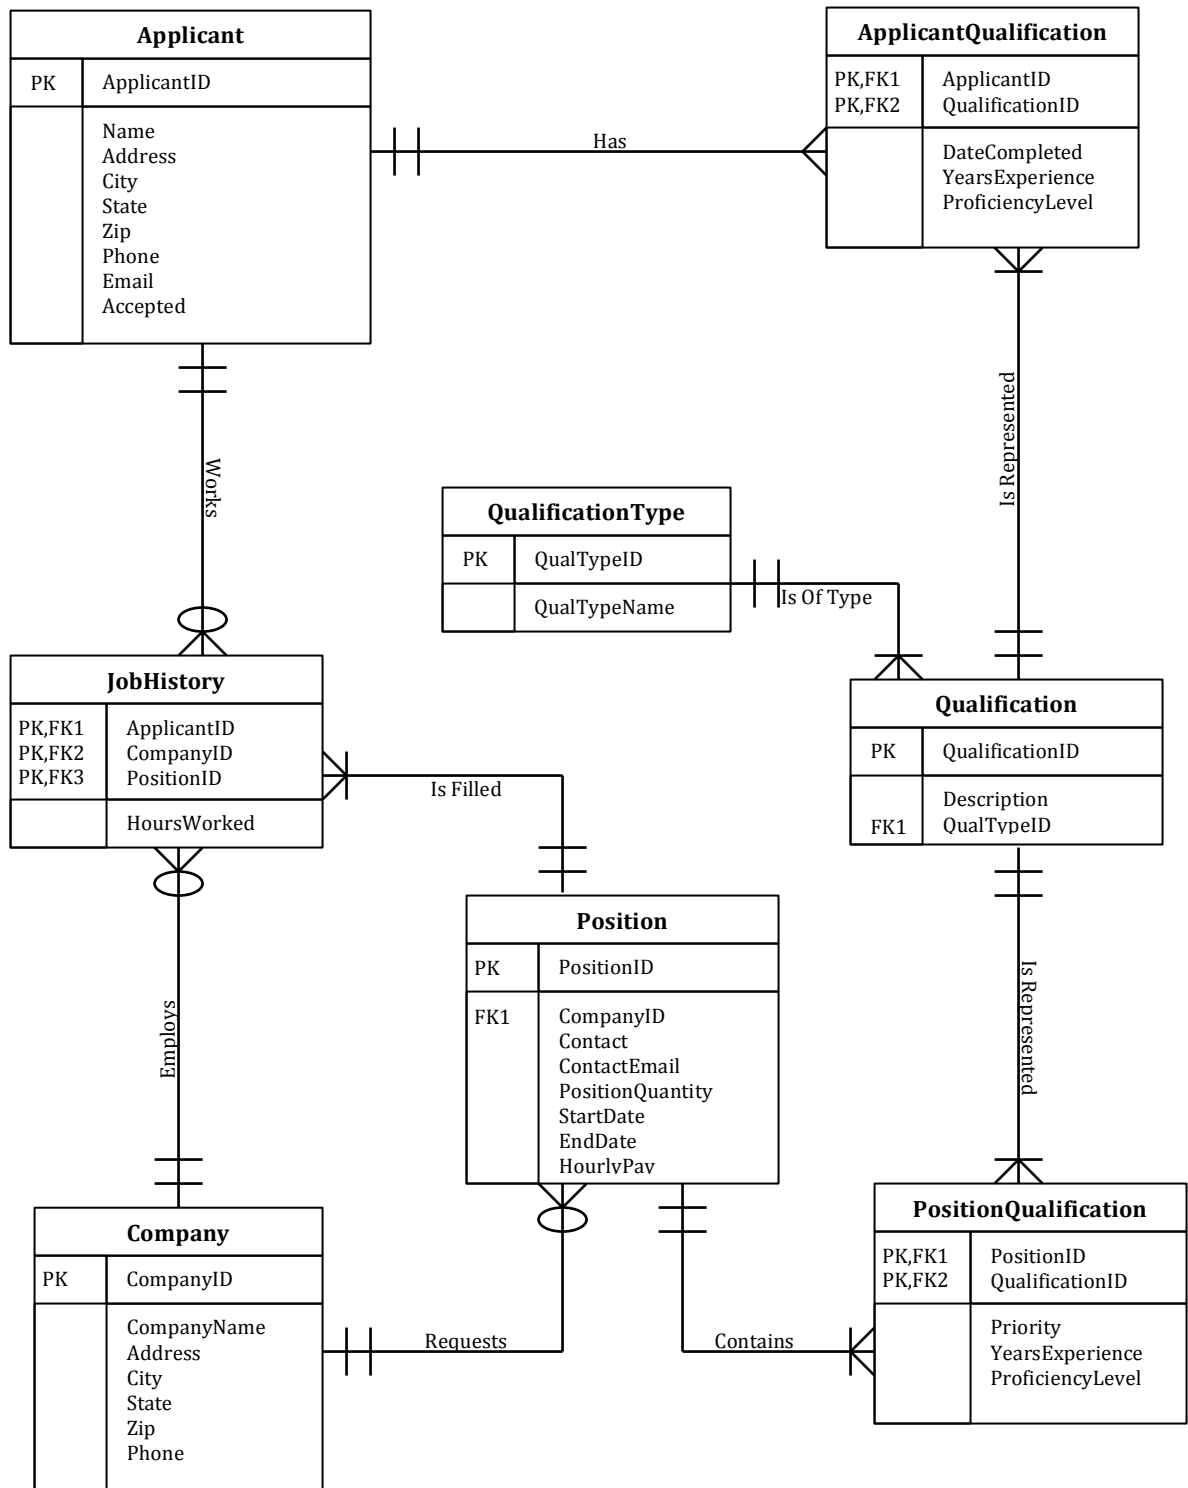 Applicant
PK ApplicantID
Name
Address
City
State
Zip
Phone
Email
Accepted
Has
ApplicantQualification
PK,FK1 ApplicantID
PK,FK2 QualificationID
DateCompleted
YearsExperience
ProficiencyLevel
Works
Is Represented
QualificationType
PK QualTypeID
QualTypeName
Is Of Type
JobHistory
PK,FK1 ApplicantID
PK,FK2 CompanyID
PK,FK3 PositionID
HoursWorked
Is Filled
Qualification
PK QualificationID
Description
FK1 QualTypeID
Employs
Position
PK PositionID
FK1 CompanyID
Contact
ContactEmail
PositionQuantity
StartDate
EndDate
HourlyPay
Is Represented
Company
PK CompanyID
CompanyName
Address
City
State
Zip
Phone
Requests
Contains
PositionQualification
PK,FK1 PositionID
PK,FK2 QualificationID
Priority
YearsExperience
ProficiencyLevel